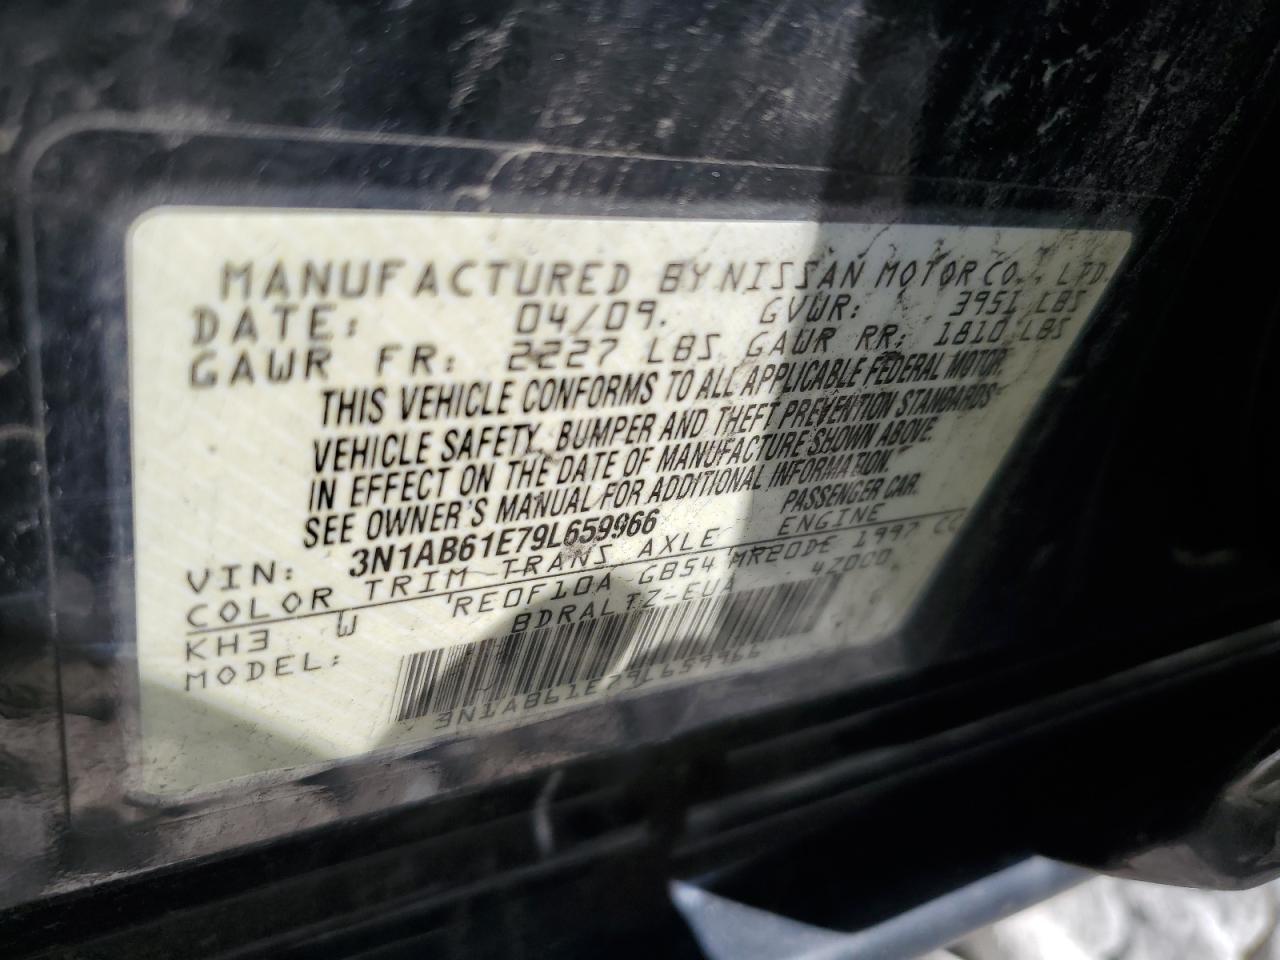 MANUFACTURED BY NISSAN MOTOR CO., LTD.
DATE: 04/09. GVWR: 3951 LBS
GAWR FR: 2227 LBS GAWR RR: 1810 LBS
THIS VEHICLE CONFORMS TO ALL APPLICABLE FEDERAL MOTOR
VEHICLE SAFETY, BUMPER AND THEFT PREVENTION STANDARDS
IN EFFECT ON THE DATE OF MANUFACTURE SHOWN ABOVE.
SEE OWNER'S MANUAL FOR ADDITIONAL INFORMATION.
VIN: 3N1AB61E79L659966 PASSENGER CAR.
COLOR TRIM TRANS AXLE ENGINE
KH3 W RE0F10A GB54 MR20DE 1997 CC
MODEL: BDRALTZ-EUA 4Z000
3N1AB61E79L659966